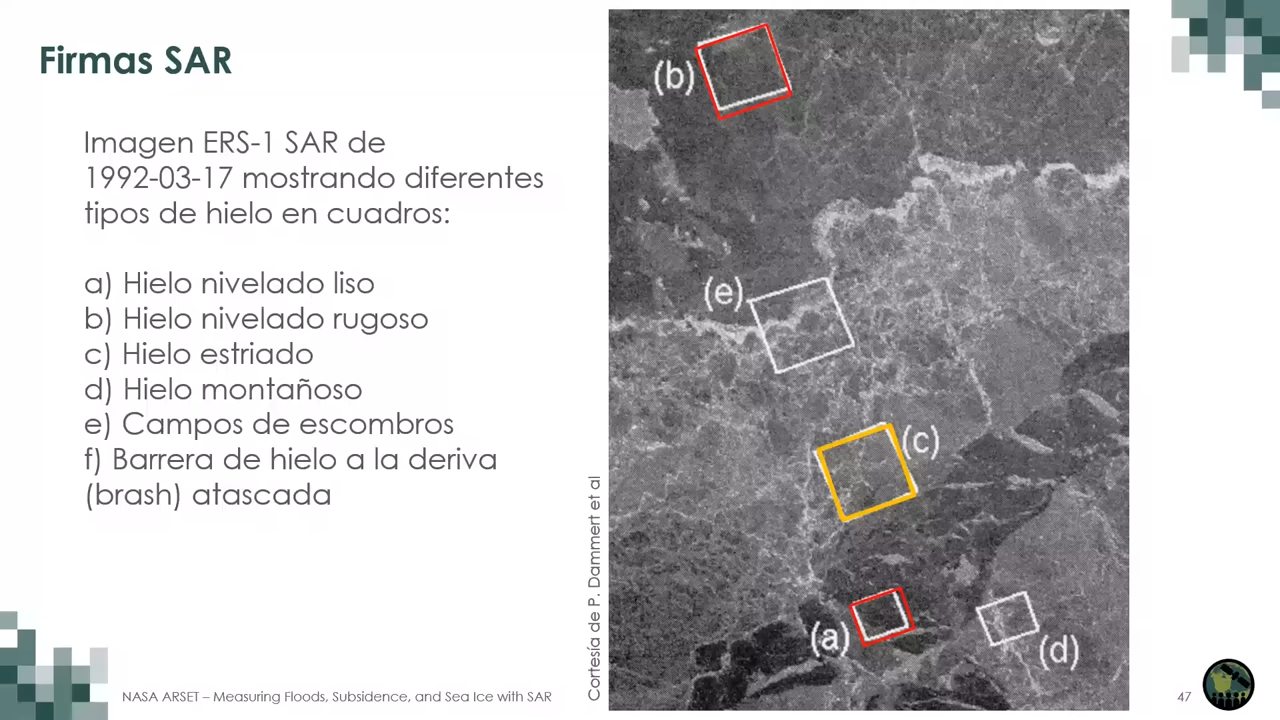 Firmas SAR
Imagen ERS-1 SAR de
1992-03-17 mostrando diferentes
tipos de hielo en cuadros:
a) Hielo nivelado liso
b) Hielo nivelado rugoso
c) Hielo estriado
d) Hielo montañoso
e) Campos de escombros
f) Barrera de hielo a la deriva
(brash) atascada
(b)
(e)
(c)
(a)
(d)
Cortesía de P. Dammert et al
NASA ARSET – Measuring Floods, Subsidence, and Sea Ice with SAR
47